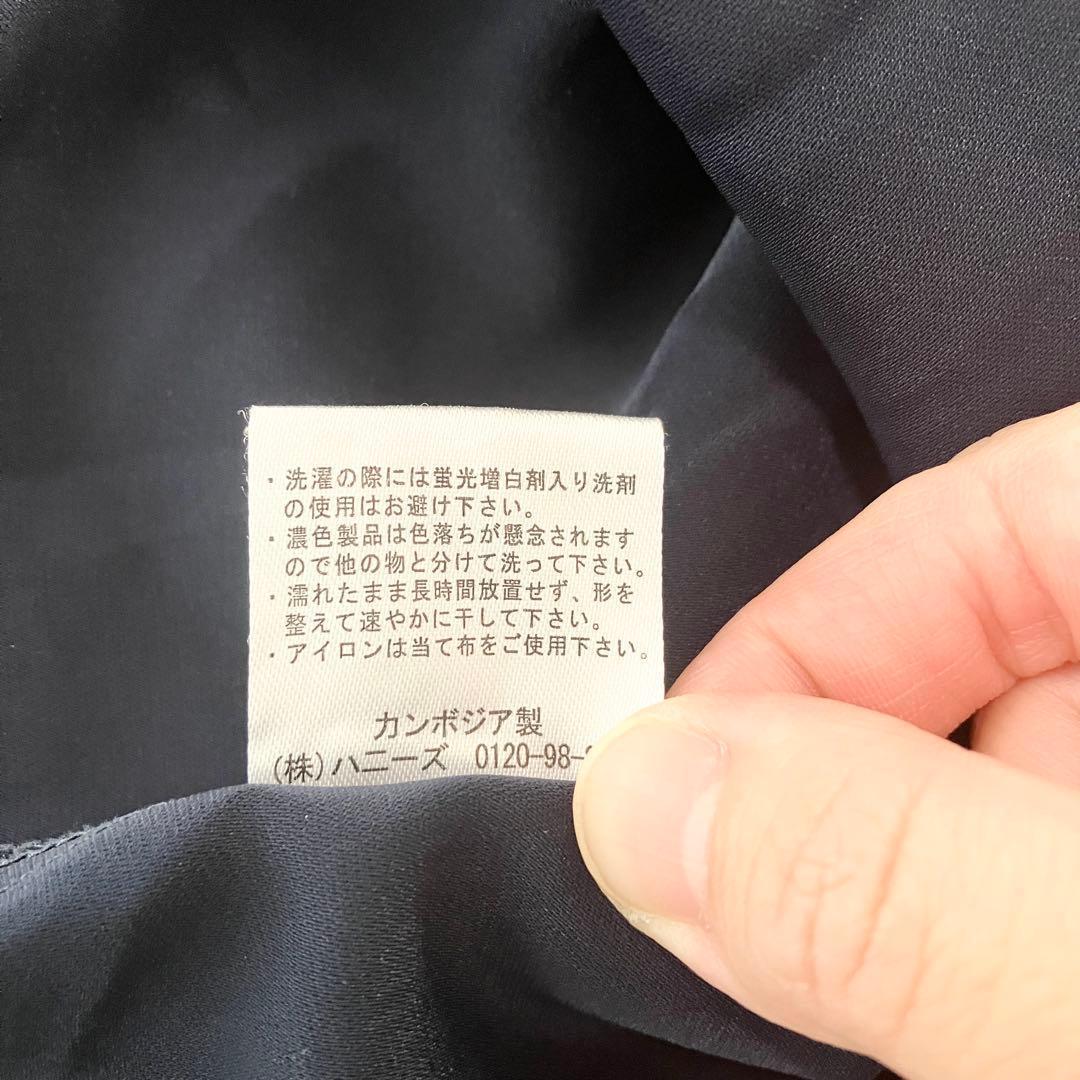 ・洗濯の際には蛍光増白剤入り洗剤
の使用はお避け下さい。
・濃色製品は色落ちが懸念されます
ので他の物と分けて洗って下さい。
・濡れたまま長時間放置せず、形を
整えて速やかに干して下さい。
・アイロンは当て布をご使用下さい。
カンボジア製
(株)ハニーズ 0120-98-